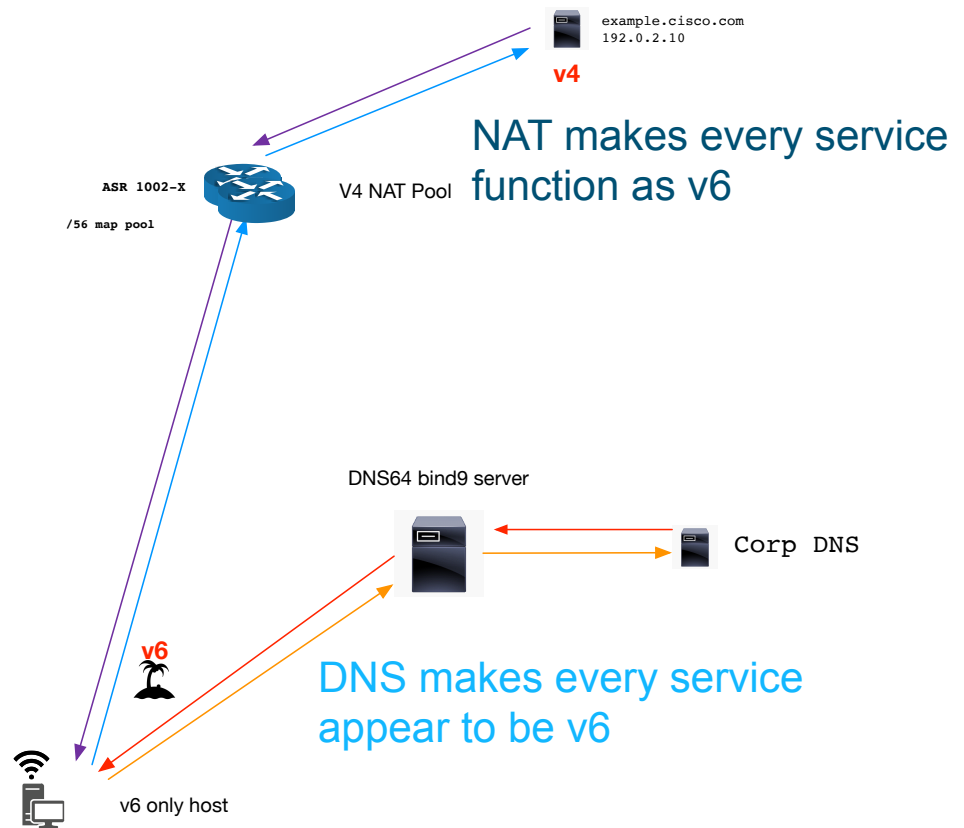 example.cisco.com
192.0.2.10
v4
NAT makes every service
function as v6
ASR 1002-X
V4 NAT Pool
/56 map pool
DNS64 bind9 server
Corp DNS
v6
DNS makes every service
appear to be v6
v6 only host